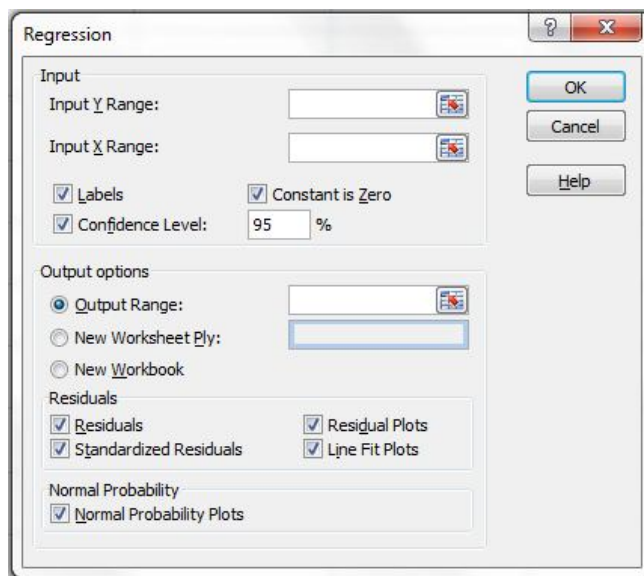 Regression
Input
Input Y Range:
Input X Range:
Labels
Constant is Zero
Confidence Level:
95
%
OK
Cancel
Help
Output options
Output Range:
New Worksheet Ply:
New Workbook
Residuals
Residuals
Residual Plots
Standardized Residuals
Line Fit Plots
Normal Probability
Normal Probability Plots